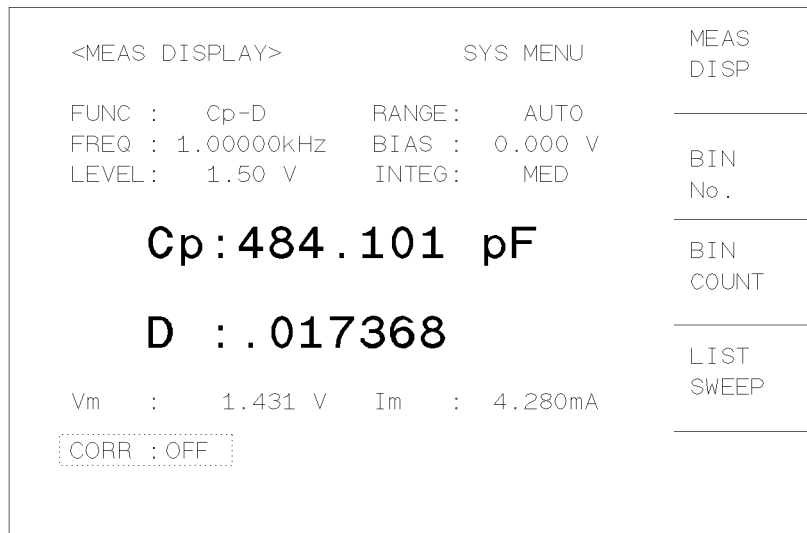 <MEAS DISPLAY> SYS MENU
FUNC : Cp-D RANGE: AUTO
FREQ : 1.00000kHz BIAS : 0.000 V
LEVEL: 1.50 V INTEG: MED
Cp:484.101 pF
D :.017368
Vm : 1.431 V Im : 4.280mA
CORR :OFF
MEAS
DISP
BIN
No.
BIN
COUNT
LIST
SWEEP